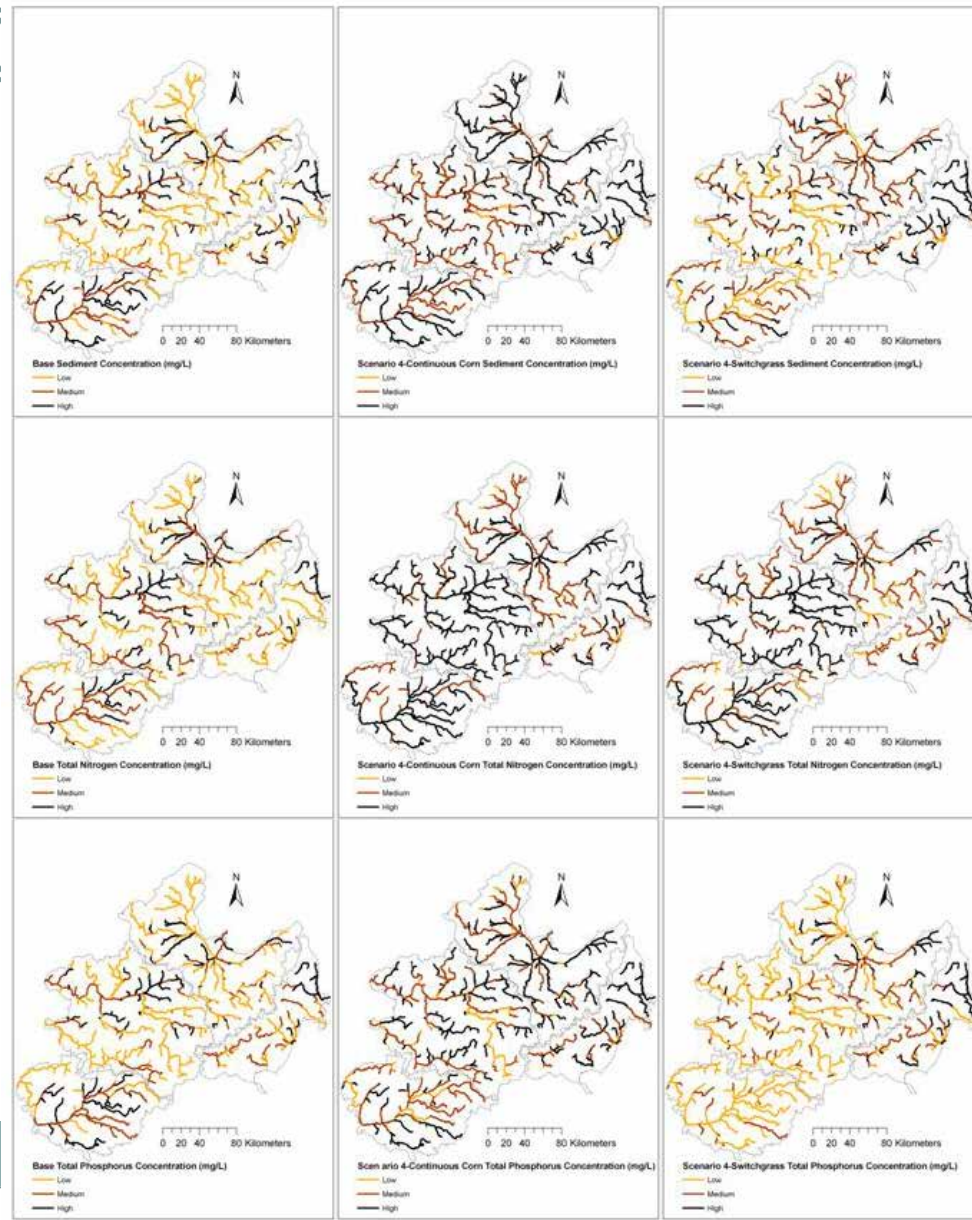 N
0 20 40 80 Kilometers
Base Sediment Concentration (mg/L)
Low
Medium
High
N
0 20 40 80 Kilometers
Scenario 4-Continuous Corn Sediment Concentration (mg/L)
Low
Medium
High
N
0 20 40 80 Kilometers
Scenario 4-Switchgrass Sediment Concentration (mg/L)
Low
Medium
High
N
0 20 40 80 Kilometers
Base Total Nitrogen Concentration (mg/L)
Low
Medium
High
N
0 20 40 80 Kilometers
Scenario 4-Continuous Corn Total Nitrogen Concentration (mg/L)
Low
Medium
High
N
0 20 40 80 Kilometers
Scenario 4-Switchgrass Total Nitrogen Concentration (mg/L)
Low
Medium
High
N
0 20 40 80 Kilometers
Base Total Phosphorus Concentration (mg/L)
Low
Medium
High
N
0 20 40 80 Kilometers
Scen ario 4-Continuous Corn Total Phosphorus Concentration (mg/L)
Low
Medium
High
N
0 20 40 80 Kilometers
Scenario 4-Switchgrass Total Phosphorus Concentration (mg/L)
Low
Medium
High